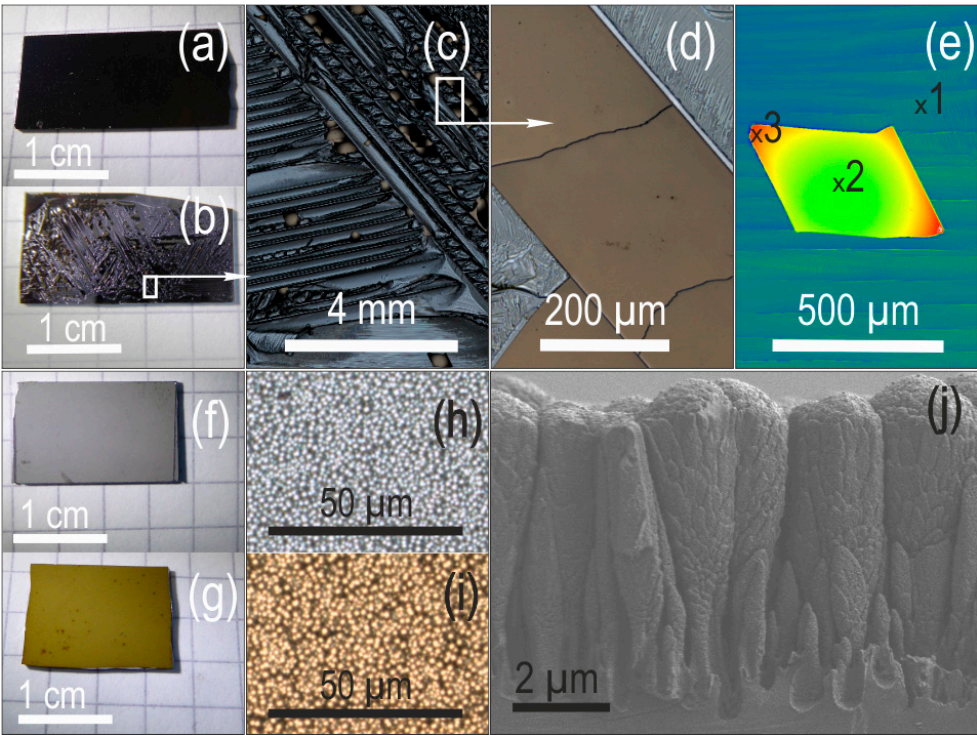 (a)
1 cm
(b)
1 cm
(c)
4 mm
(d)
200 µm
(e)
x1
x2
x3
500 µm
(f)
1 cm
(g)
1 cm
(h)
50 µm
(i)
50 µm
(j)
2 µm